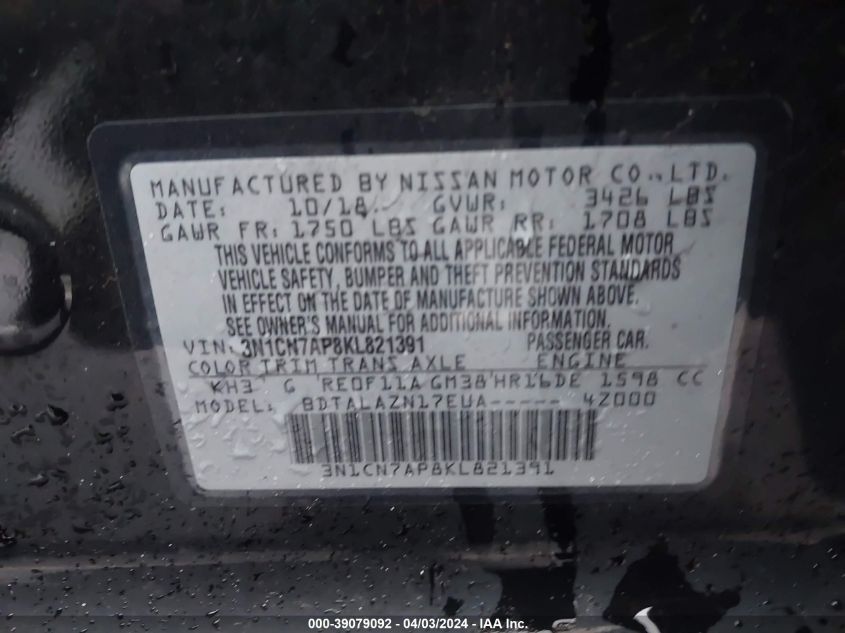 MANUFACTURED BY NISSAN MOTOR CO.,LTD.
DATE: 10/18 GVWR: 3426 LBS
GAWR FR: 1750 LBS GAWR RR: 1708 LBS
THIS VEHICLE CONFORMS TO ALL APPLICABLE FEDERAL MOTOR
VEHICLE SAFETY, BUMPER AND THEFT PREVENTION STANDARDS
IN EFFECT ON THE DATE OF MANUFACTURE SHOWN ABOVE.
SEE OWNER'S MANUAL FOR ADDITIONAL INFORMATION.
VIN: 3N1CN7AP8KL821391 PASSENGER CAR.
COLOR TRIM TRANS AXLE ENGINE
KH3 G RE0F11A GM38 HR16DE 1598 CC
MODEL: BDTALAZN17EUA----- 4Z000
3N1CN7AP8KL821391
000-39079092 - 04/03/2024 - IAA Inc.